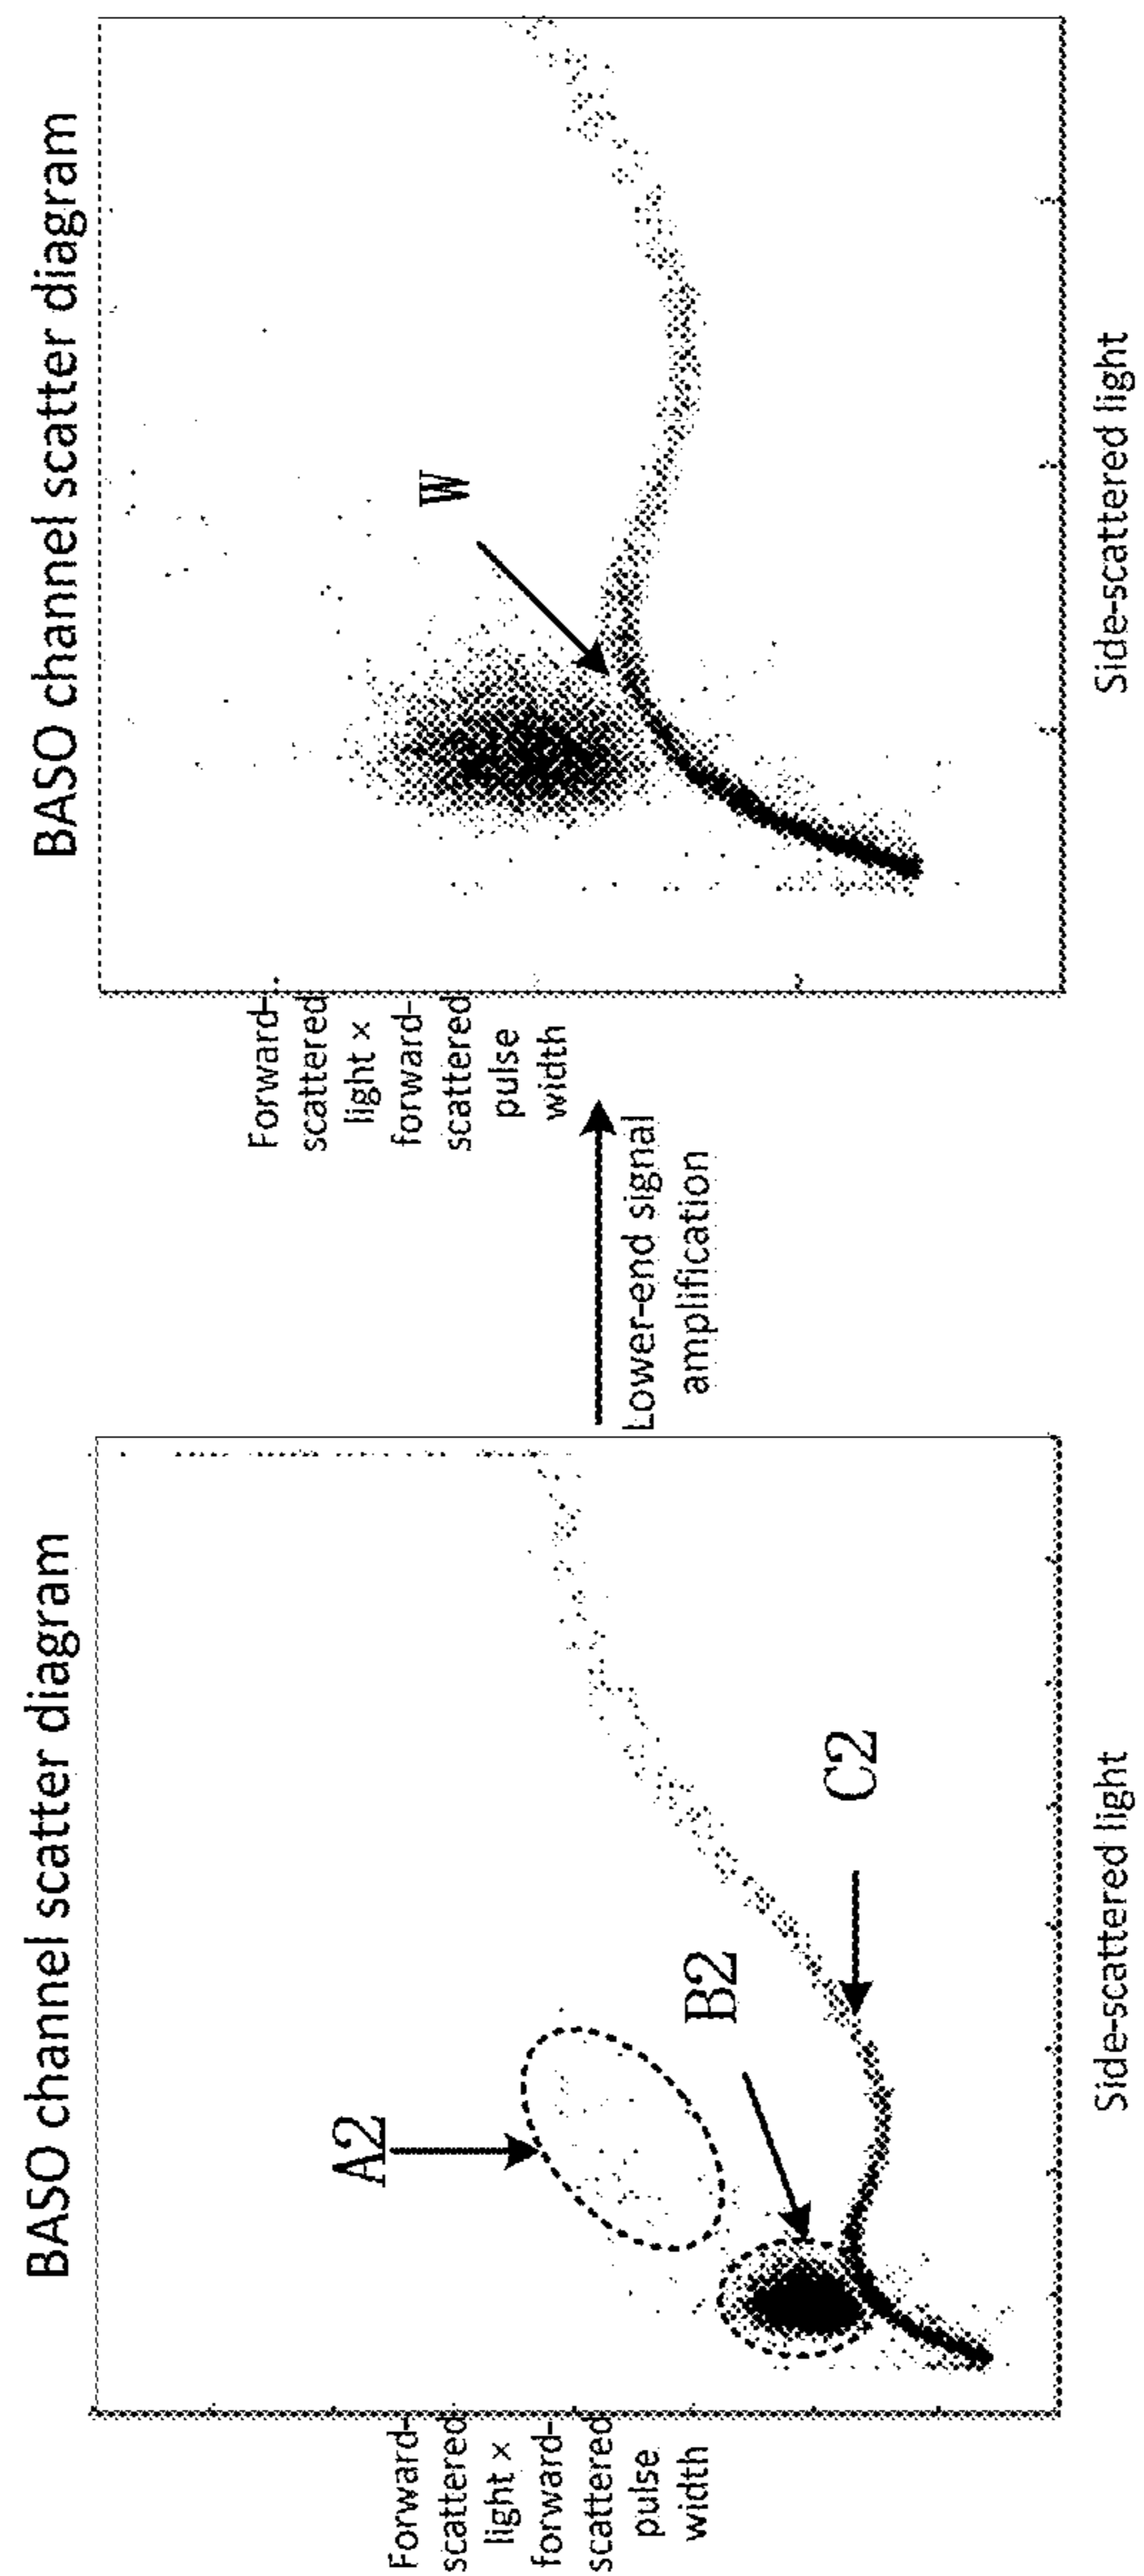 BASO channel scatter diagram
Forward-
scattered
light ×
forward-
scattered
pulse
width
A2
B2
C2
Side-scattered light
Lower-end signal
amplification
BASO channel scatter diagram
Forward-
scattered
light ×
forward-
scattered
pulse
width
W
Side-scattered light